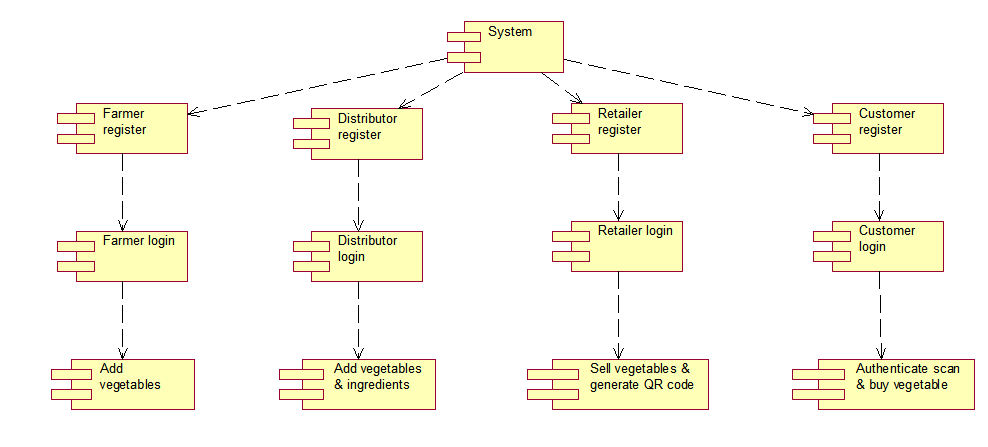 System
Farmer
register
Distributor
register
Retailer
register
Customer
register
Farmer login
Distributor
login
Retailer login
Customer
login
Add
vegetables
Add vegetables
& ingredients
Sell vegetables &
generate QR code
Authenticate scan
& buy vegetable